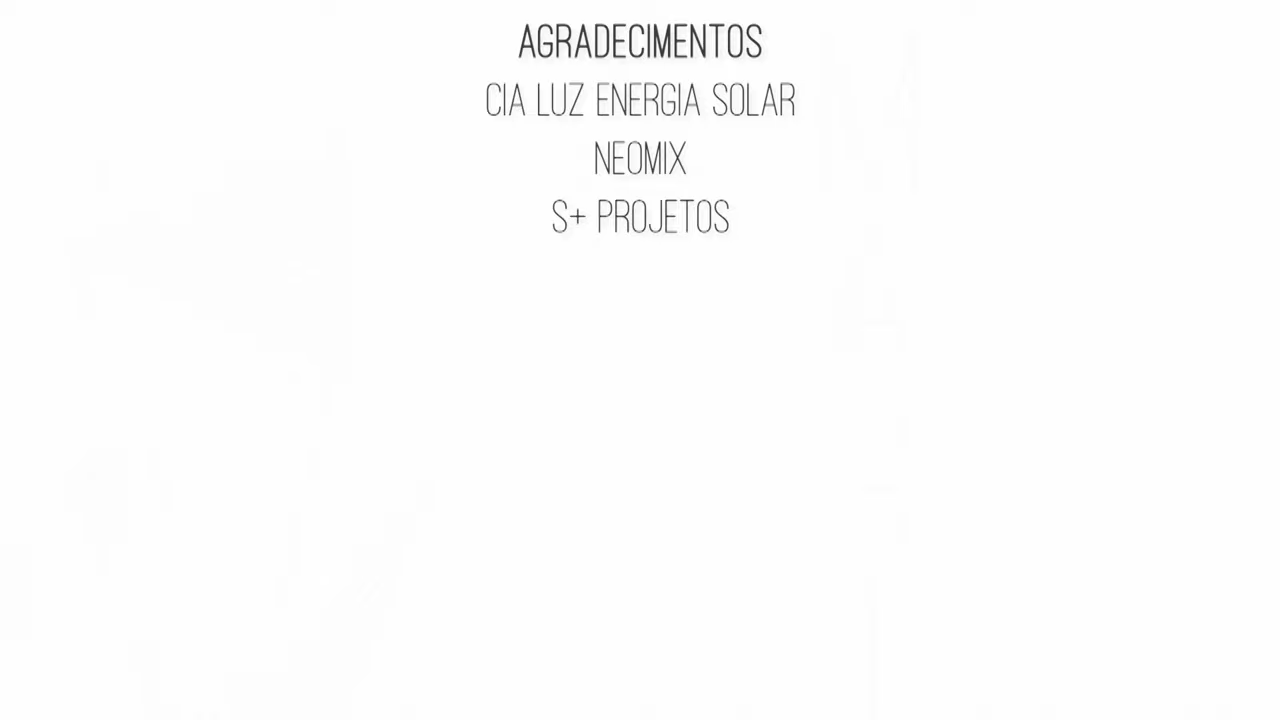 AGRADECIMENTOS
CIA LUZ ENERGIA SOLAR
NEOMIX
S+ PROJETOS